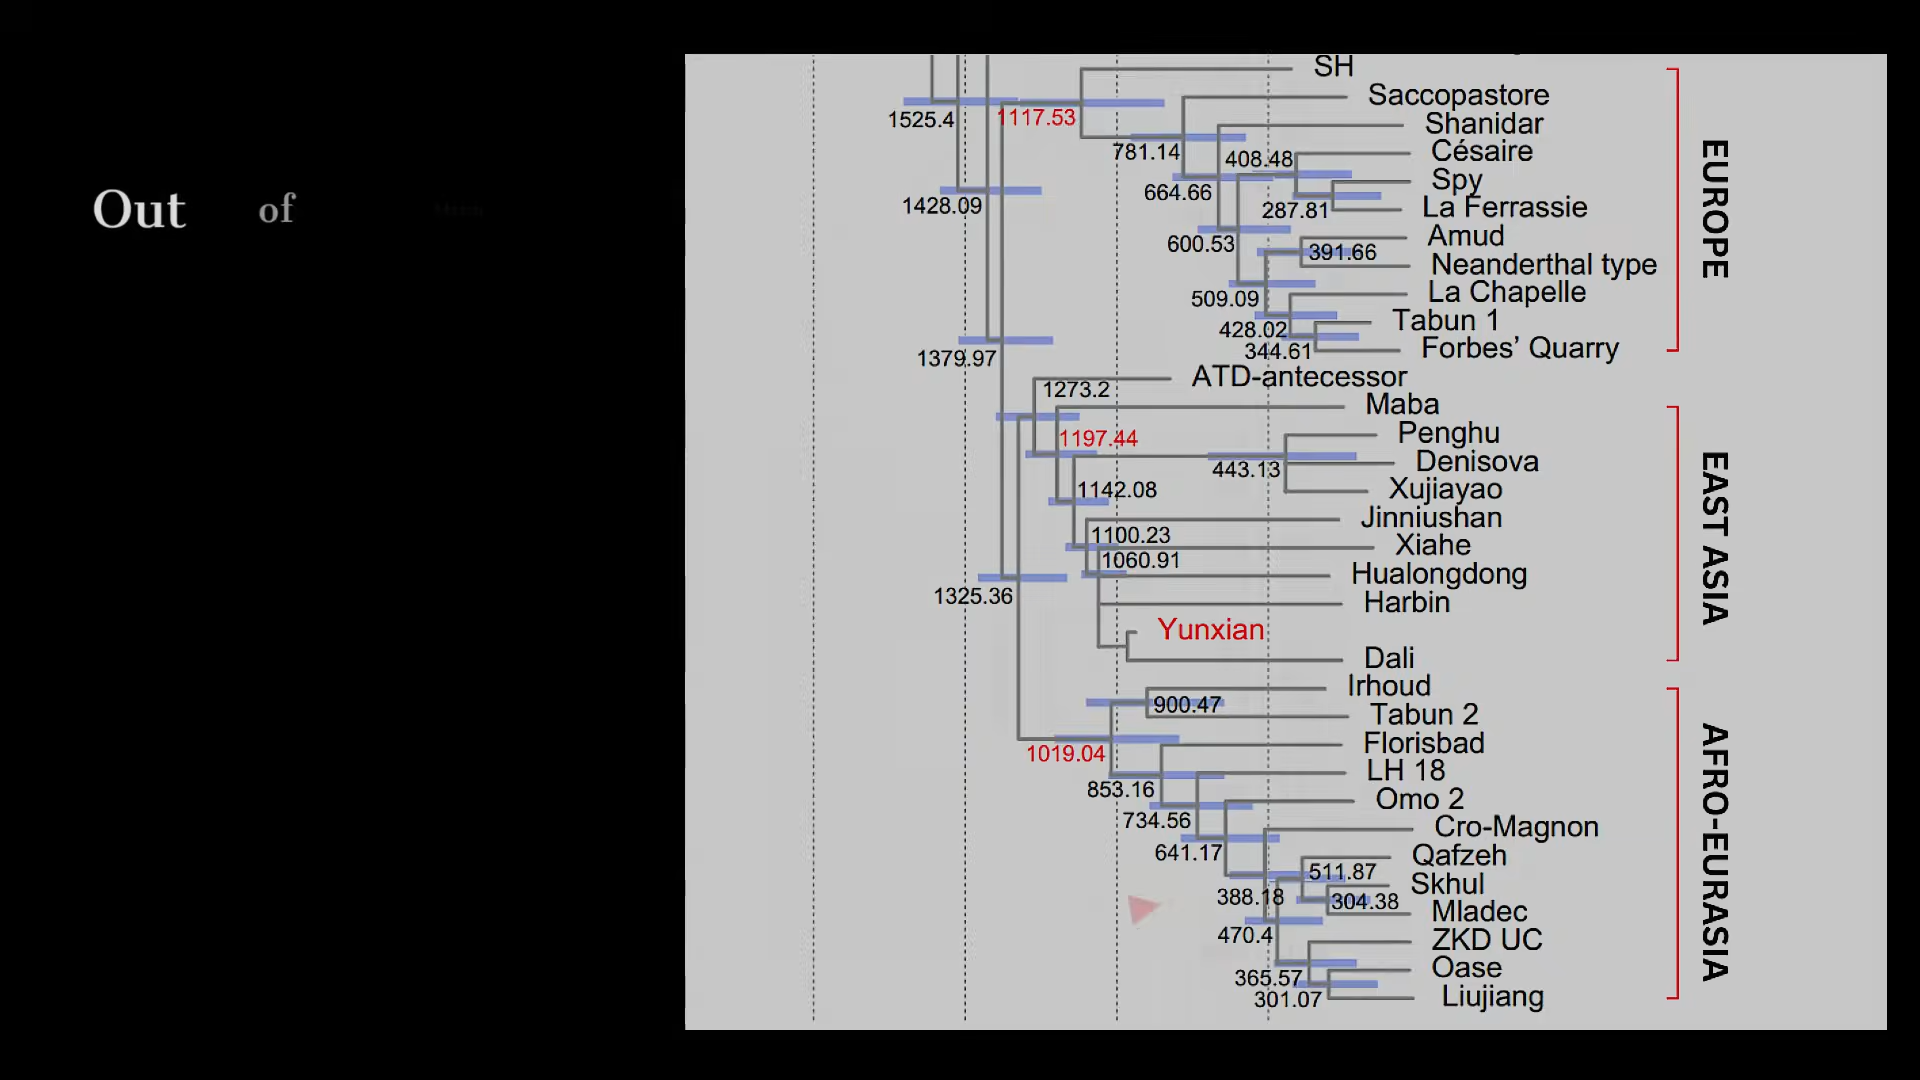 Out of
SH
Saccopastore
1525.4
1117.53
Shanidar
781.14
408.48
Césaire
664.66
Spy
1428.09
287.81
La Ferrassie
600.53
Amud
391.66
Neanderthal type
509.09
La Chapelle
428.02
Tabun 1
344.61
Forbes’ Quarry
1379.97
ATD-antecessor
1273.2
Maba
1197.44
Penghu
443.13
Denisova
1142.08
Xujiayao
Jinniushan
1100.23
Xiahe
1060.91
Hualongdong
1325.36
Harbin
Yunxian
Dali
Irhoud
900.47
Tabun 2
1019.04
Florisbad
853.16
LH 18
734.56
Omo 2
641.17
Cro-Magnon
Qafzeh
511.87
388.18
Skhul
304.38
Mladec
470.4
ZKD UC
365.57
Oase
301.07
Liujiang
EUROPE
EAST ASIA
AFRO-EURASIA